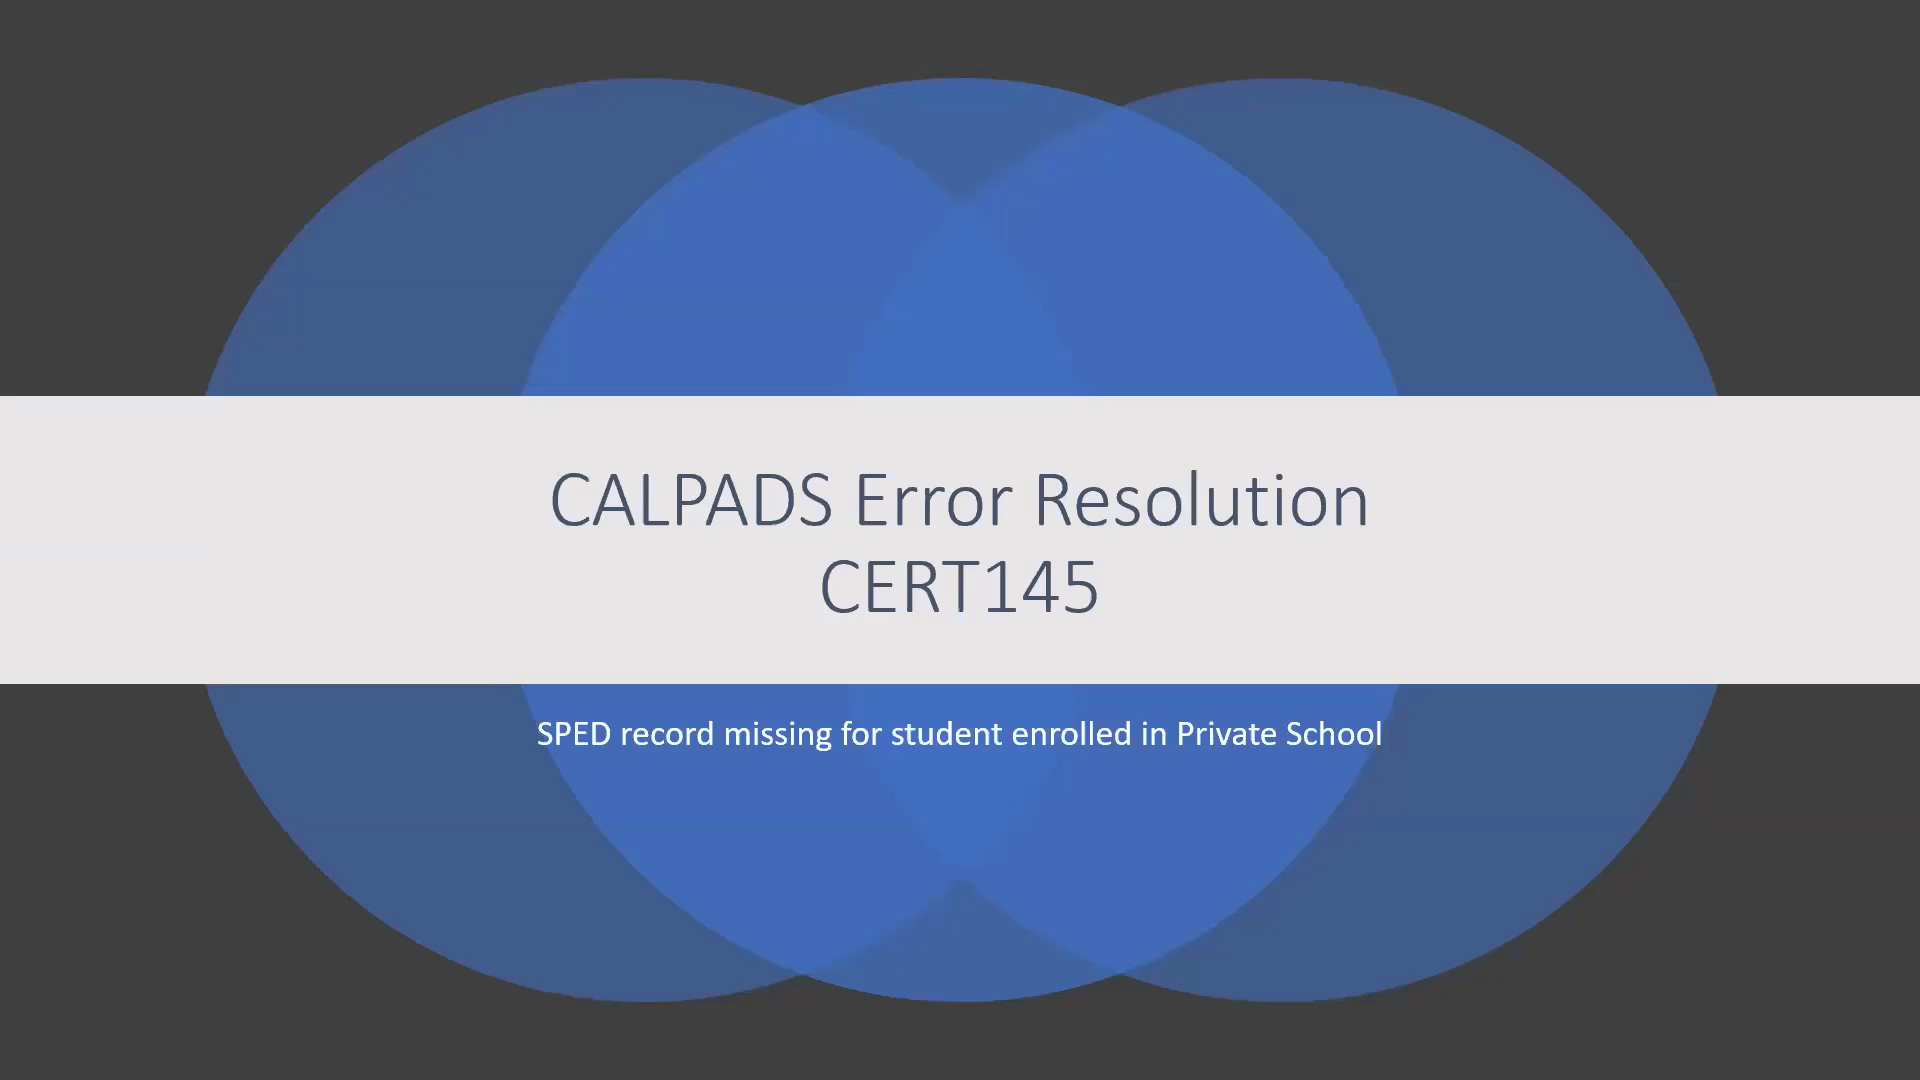 CALPADS Error Resolution
CERT145
SPED record missing for student enrolled in Private School